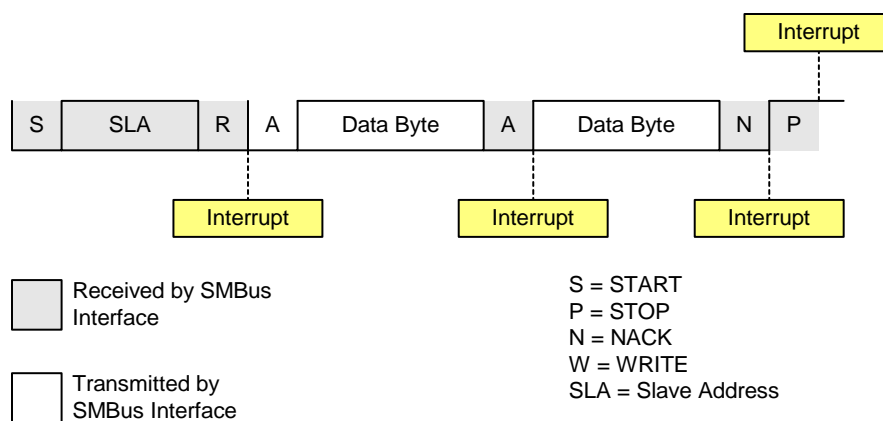 Interrupt
S SLA R A Data Byte A Data Byte N P
Interrupt Interrupt Interrupt
Received by SMBus
Interface
Transmitted by
SMBus Interface
S = START
P = STOP
N = NACK
W = WRITE
SLA = Slave Address